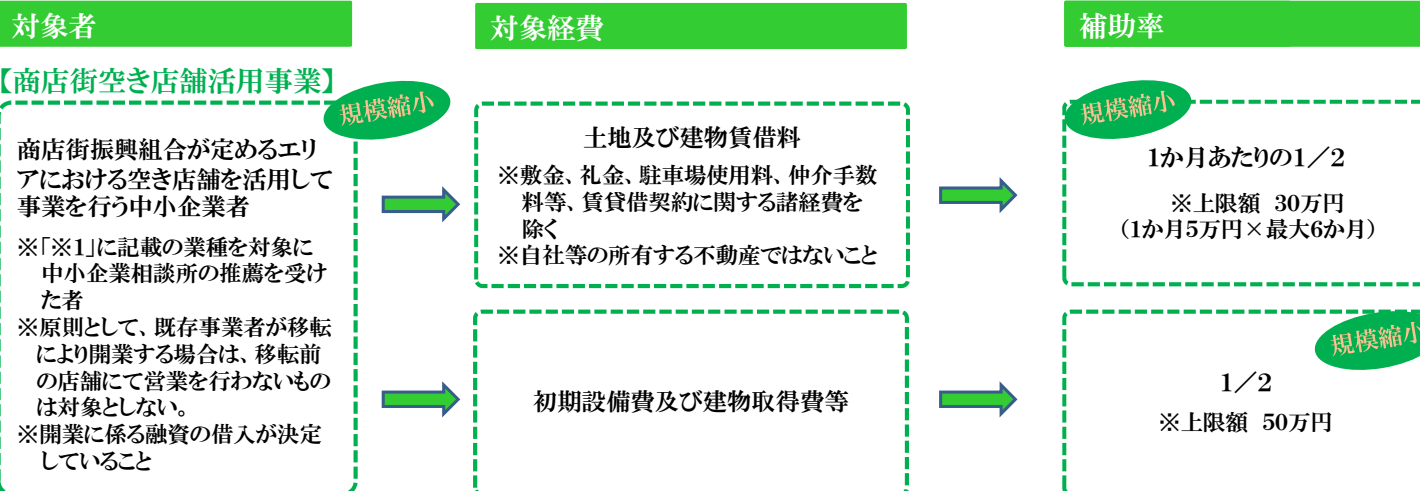 対象者
対象経費
補助率
【商店街空き店舗活用事業】
規模縮小
商店街振興組合が定めるエリ
アにおける空き店舗を活用して
事業を行う中小企業者
※「※1」に記載の業種を対象に
中小企業相談所の推薦を受け
た者
※原則として、既存事業者が移転
により開業する場合は、移転前
の店舗にて営業を行わないもの
は対象としない。
※開業に係る融資の借入が決定
していること
土地及び建物賃借料
※敷金、礼金、駐車場使用料、仲介手数
料等、賃貸借契約に関する諸経費を
除く
※自社等の所有する不動産ではないこと
規模縮小
1か月あたりの1/2
※上限額 30万円
(1か月5万円×最大6か月)
初期設備費及び建物取得費等
規模縮小
1/2
※上限額 50万円